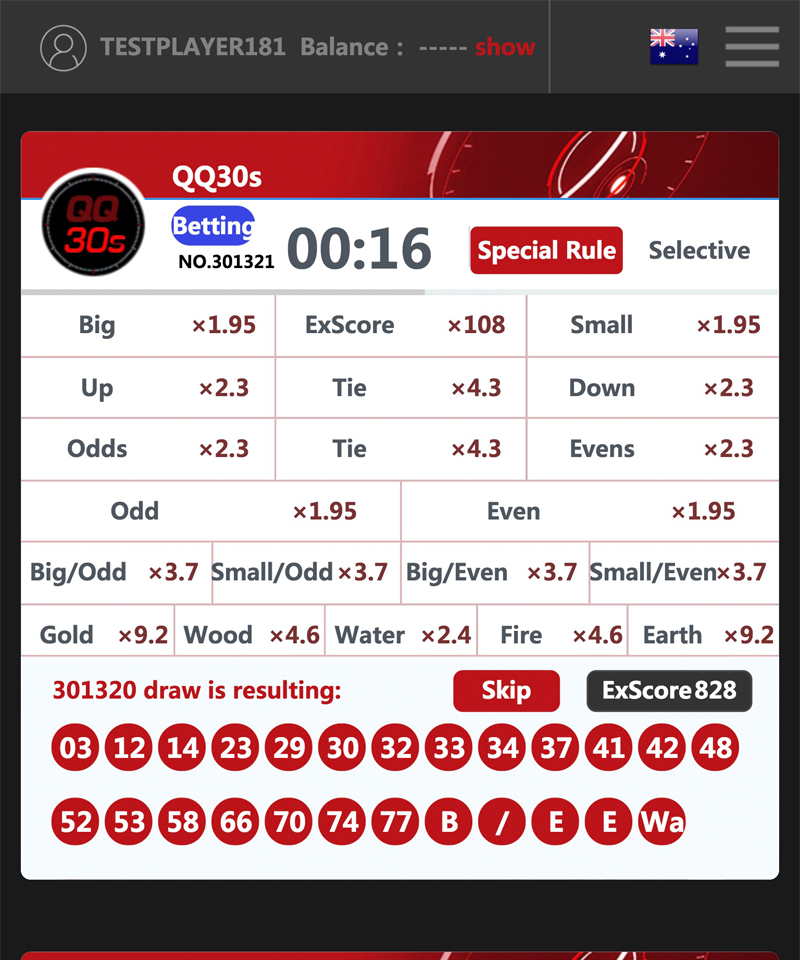 TESTPLAYER181 Balance : ----- show
QQ30s
QQ
30s
Betting
NO.301321
00:16
Special Rule
Selective
Big ×1.95 ExScore ×108 Small ×1.95
Up ×2.3 Tie ×4.3 Down ×2.3
Odds ×2.3 Tie ×4.3 Evens ×2.3
Odd ×1.95 Even ×1.95
Big/Odd ×3.7 Small/Odd ×3.7 Big/Even ×3.7 Small/Even ×3.7
Gold ×9.2 Wood ×4.6 Water ×2.4 Fire ×4.6 Earth ×9.2
301320 draw is resulting: Skip ExScore 828
03 12 14 23 29 30 32 33 34 37 41 42 48
52 53 58 66 70 74 77 B / E E Wa